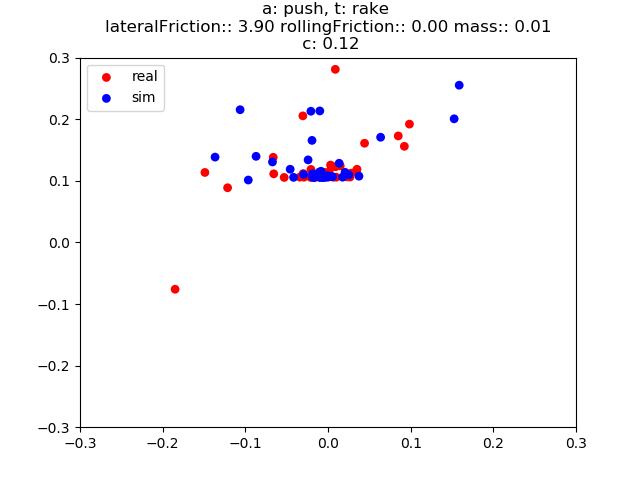 a: push, t: rake
lateralFriction:: 3.90 rollingFriction:: 0.00 mass:: 0.01
c: 0.12
real
sim
0.3
0.2
0.1
0.0
−0.1
−0.2
−0.3
−0.3
−0.2
−0.1
0.0
0.1
0.2
0.3